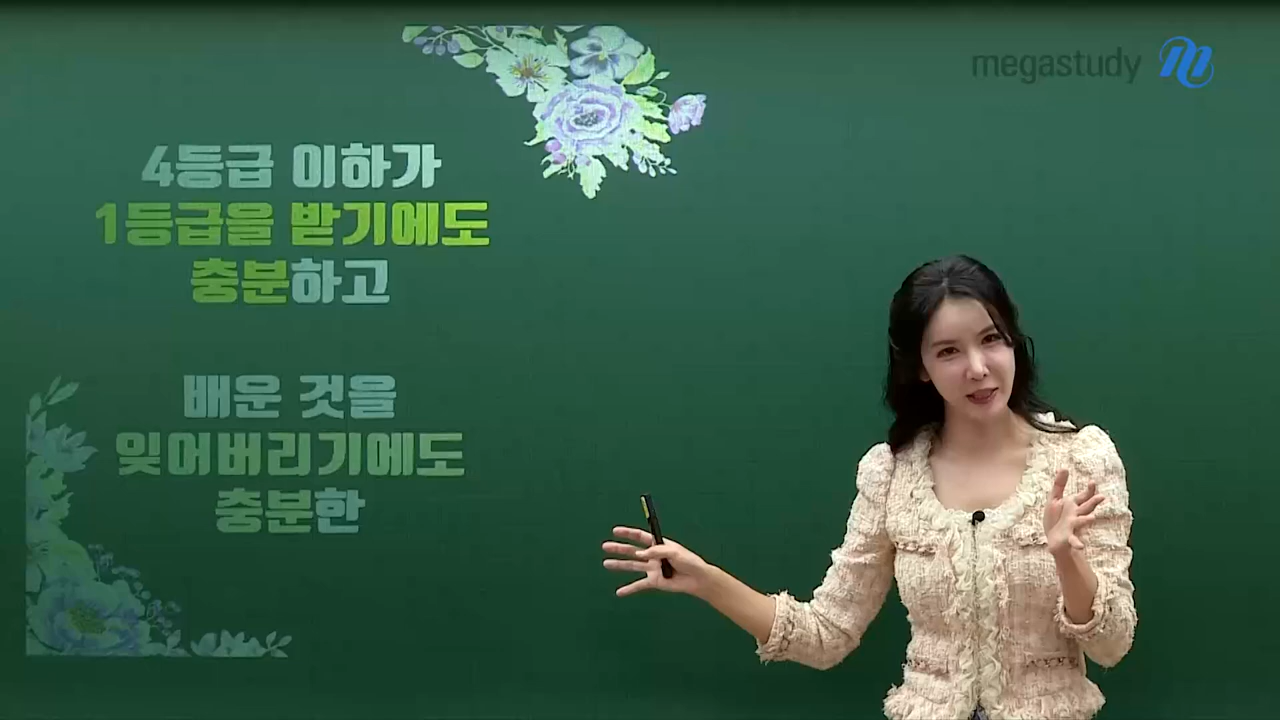 megastudy
4등급 이하가
1등급을 받기에도
충분하고
배운 것을
잊어버리기에도
충분한